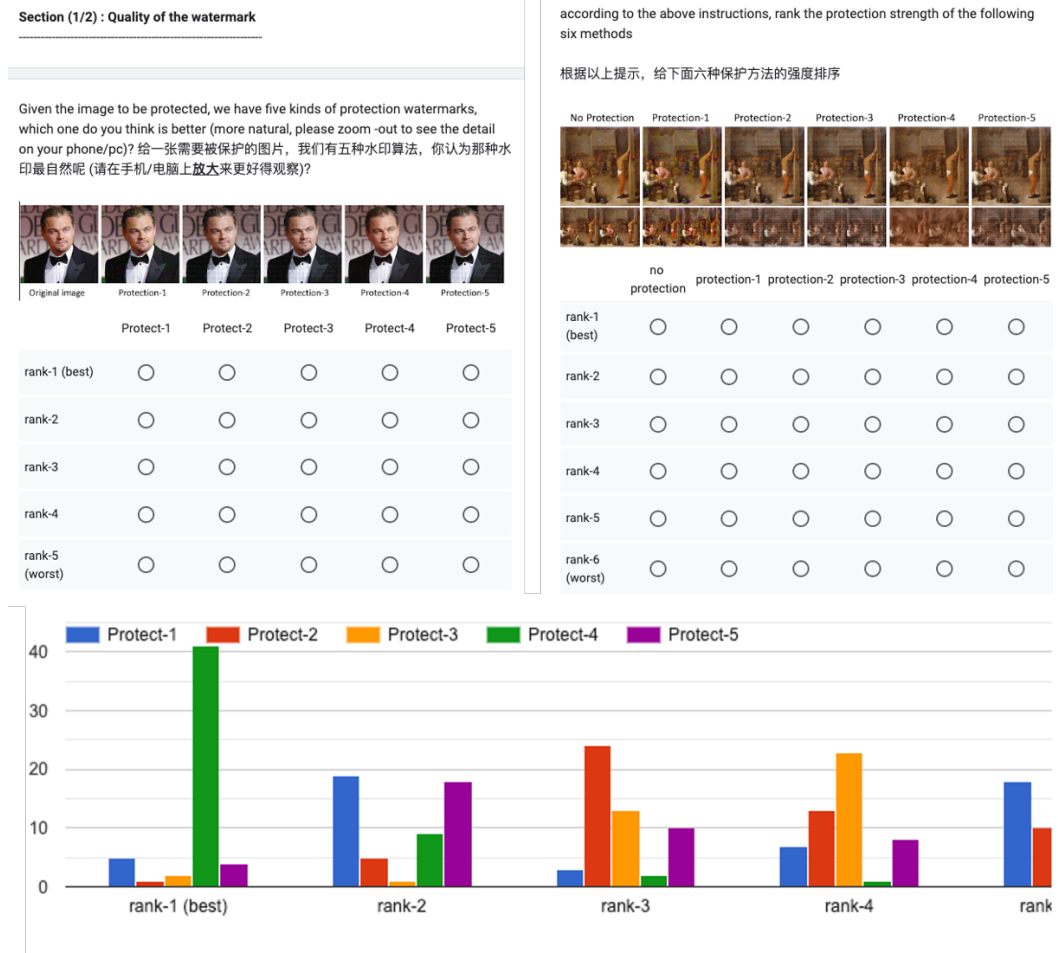 Section (1/2) : Quality of the watermark
Given the image to be protected, we have five kinds of protection watermarks,
which one do you think is better (more natural, please zoom -out to see the detail
on your phone/pc)? 给一张需要被保护的图片，我们有五种水印算法，你认为那种水
印最自然呢 (请在手机/电脑上放大来更好得观察)?
Original image Protection-1 Protection-2 Protection-3 Protection-4 Protection-5
Protect-1 Protect-2 Protect-3 Protect-4 Protect-5
rank-1 (best)
rank-2
rank-3
rank-4
rank-5
(worst)
according to the above instructions, rank the protection strength of the following
six methods
根据以上提示，给下面六种保护方法的强度排序
No Protection Protection-1 Protection-2 Protection-3 Protection-4 Protection-5
no
protection protection-1 protection-2 protection-3 protection-4 protection-5
rank-1
(best)
rank-2
rank-3
rank-4
rank-5
rank-6
(worst)
Protect-1 Protect-2 Protect-3 Protect-4 Protect-5
40
30
20
10
0
rank-1 (best) rank-2 rank-3 rank-4 rank